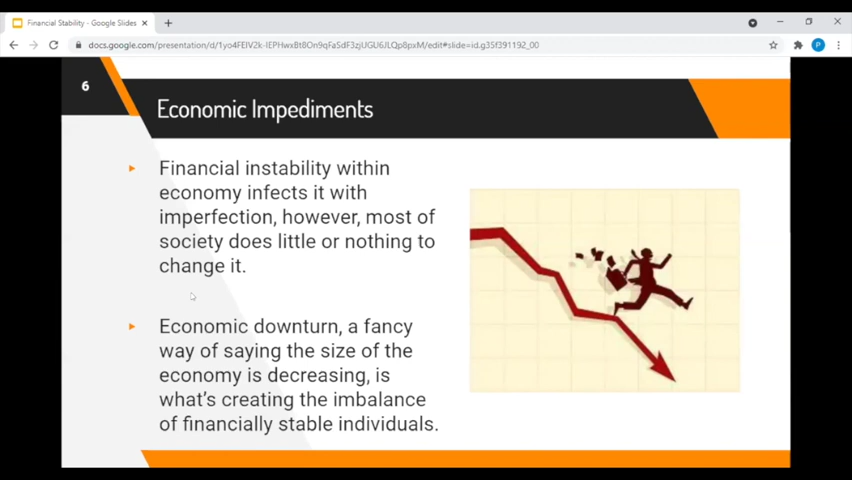 Financial Stability - Google Slides
docs.google.com/presentation/d/1yo4FEIV2k-IEPHwxBt8On9qFaSdF3zjUGU6JLQp8pxM/edit#slide=id.g35f391192_00
P
6
Economic Impediments
Financial instability within
economy infects it with
imperfection, however, most of
society does little or nothing to
change it.
Economic downturn, a fancy
way of saying the size of the
economy is decreasing, is
what's creating the imbalance
of financially stable individuals.